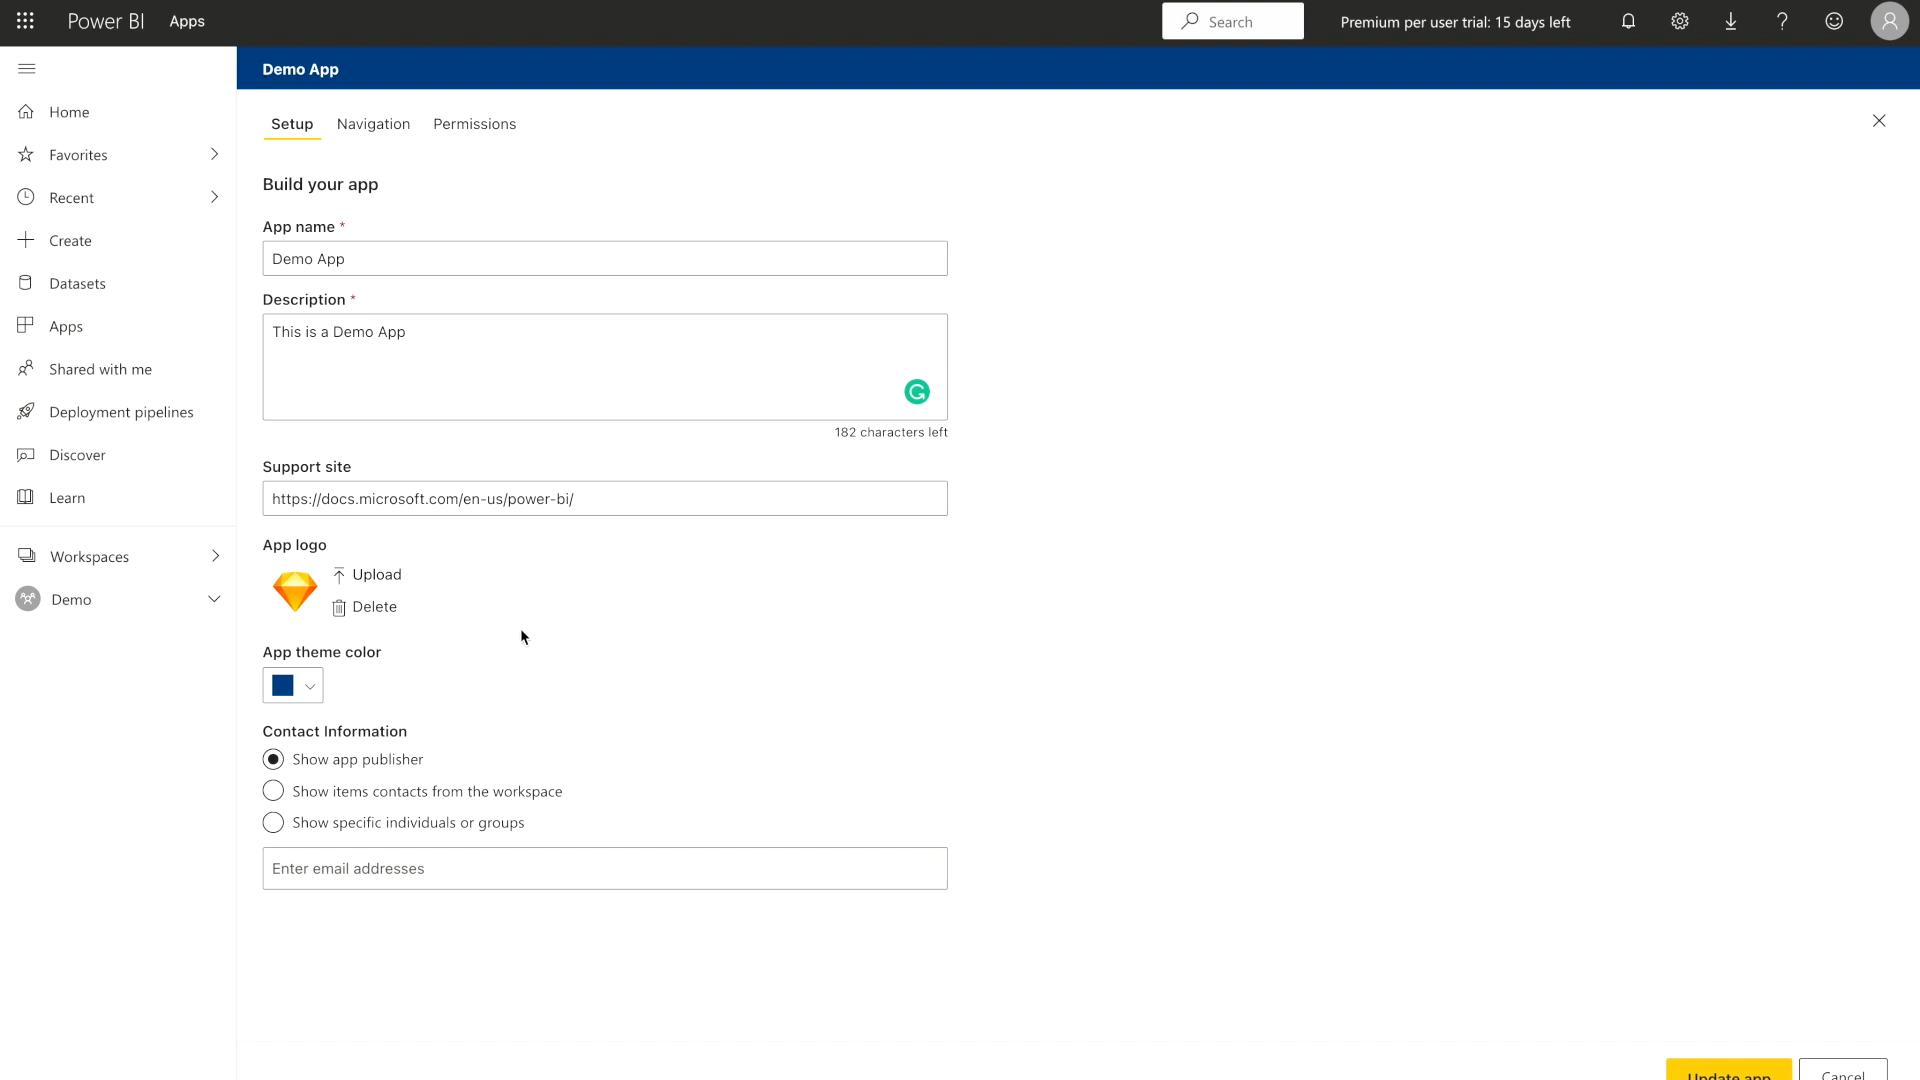 Power BI Apps
Search
Premium per user trial: 15 days left
Demo App
Home
Favorites
Recent
Create
Datasets
Apps
Shared with me
Deployment pipelines
Discover
Learn
Workspaces
Demo
Setup Navigation Permissions
Build your app
App name *
Demo App
Description *
This is a Demo App
182 characters left
Support site
https://docs.microsoft.com/en-us/power-bi/
App logo
Upload
Delete
App theme color
Contact Information
Show app publisher
Show items contacts from the workspace
Show specific individuals or groups
Enter email addresses
Update app Cancel